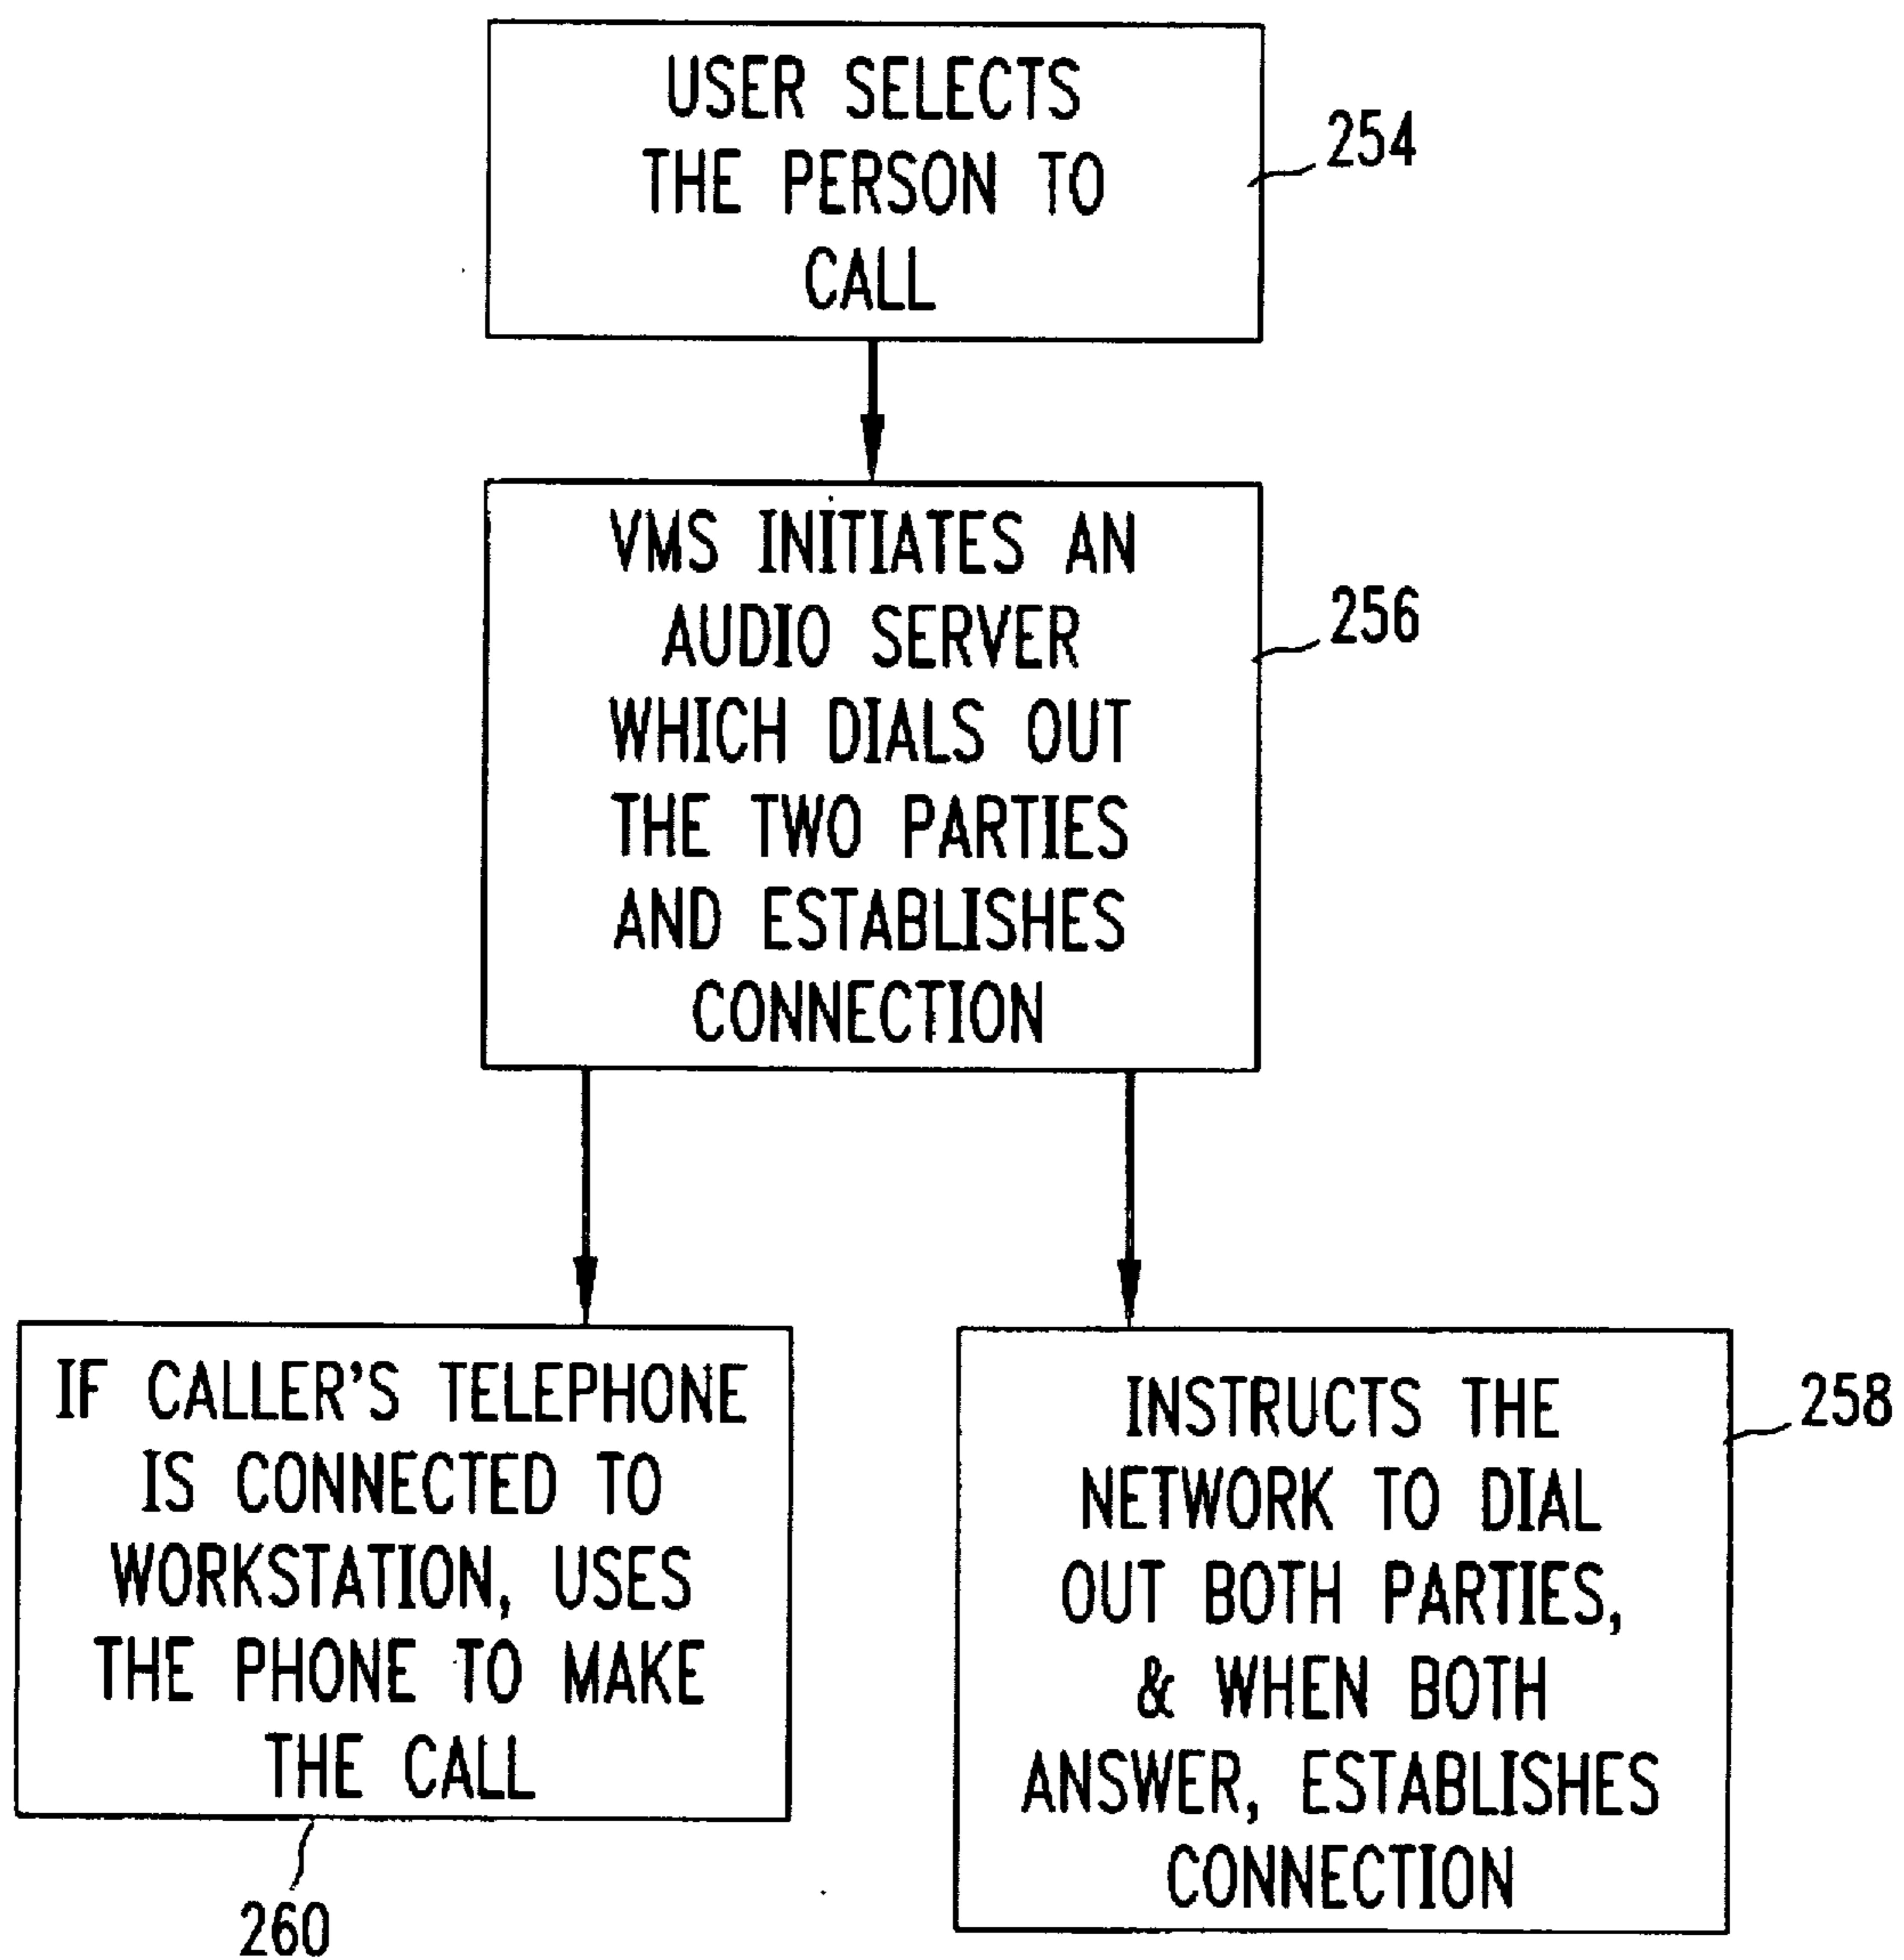 USER SELECTS
THE PERSON TO
CALL
254
VMS INITIATES AN
AUDIO SERVER
WHICH DIALS OUT
THE TWO PARTIES
AND ESTABLISHES
CONNECTION
256
IF CALLER'S TELEPHONE
IS CONNECTED TO
WORKSTATION, USES
THE PHONE TO MAKE
THE CALL
260
INSTRUCTS THE
NETWORK TO DIAL
OUT BOTH PARTIES,
& WHEN BOTH
ANSWER, ESTABLISHES
CONNECTION
258